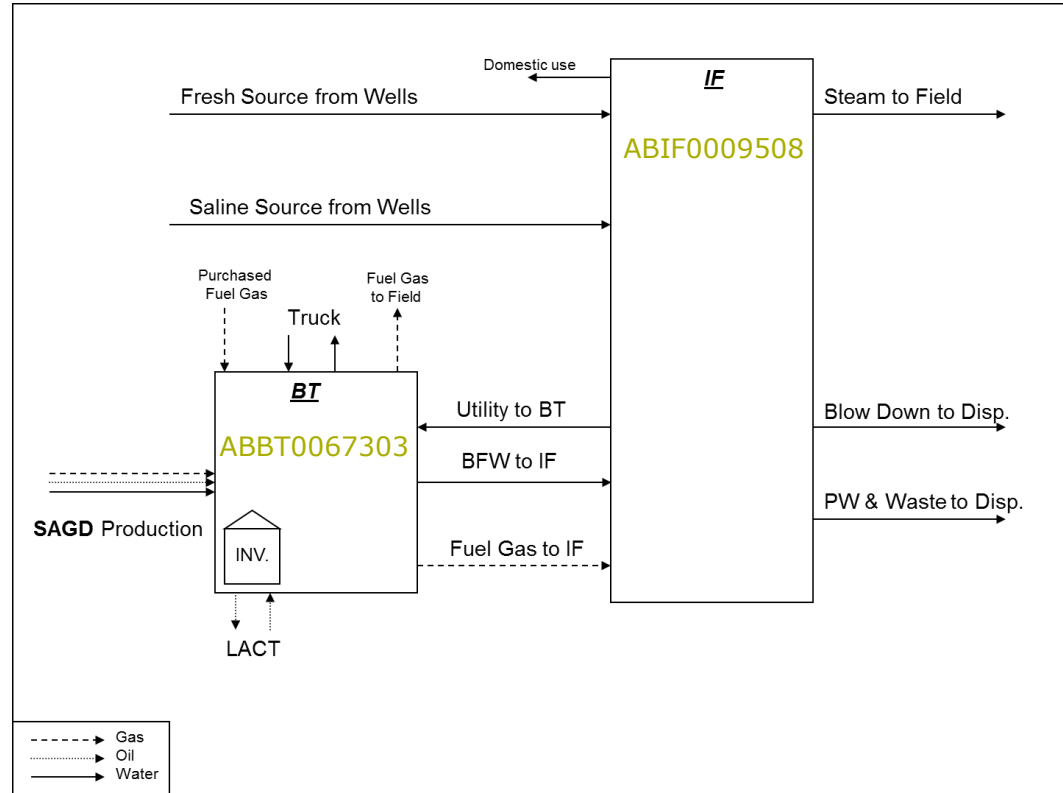 Domestic use
IF
Fresh Source from Wells
Steam to Field
ABIF0009508
Saline Source from Wells
Purchased
Fuel Gas
Fuel Gas
to Field
Truck
BT
Utility to BT
Blow Down to Disp.
ABBT0067303
BFW to IF
PW & Waste to Disp.
SAGD Production
INV.
Fuel Gas to IF
LACT
Gas
Oil
Water